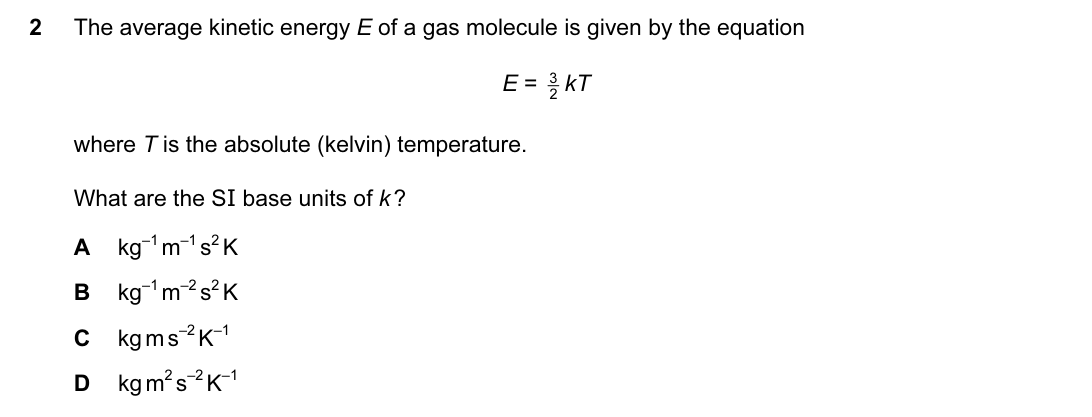 2 The average kinetic energy E of a gas molecule is given by the equation
E = 3/2 kT
where T is the absolute (kelvin) temperature.
What are the SI base units of k?
A kg⁻¹ m⁻¹ s² K
B kg⁻¹ m⁻² s² K
C kg m s⁻² K⁻¹
D kg m² s⁻² K⁻¹